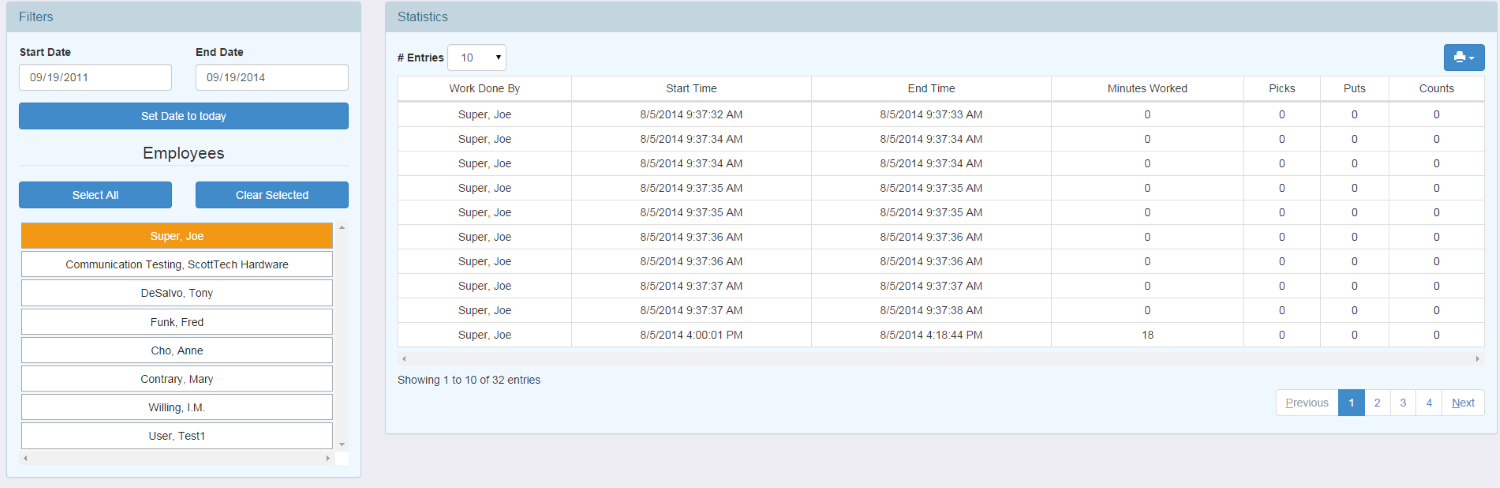 Filters
Start Date End Date
09/19/2011 09/19/2014
Set Date to today
Employees
Select All Clear Selected
Super, Joe
Communication Testing, ScottTech Hardware
DeSalvo, Tony
Funk, Fred
Cho, Anne
Contrary, Mary
Willing, I.M.
User, Test1
Statistics
# Entries 10
Work Done By Start Time End Time Minutes Worked Picks Puts Counts
Super, Joe 8/5/2014 9:37:32 AM 8/5/2014 9:37:33 AM 0 0 0 0
Super, Joe 8/5/2014 9:37:34 AM 8/5/2014 9:37:34 AM 0 0 0 0
Super, Joe 8/5/2014 9:37:34 AM 8/5/2014 9:37:34 AM 0 0 0 0
Super, Joe 8/5/2014 9:37:35 AM 8/5/2014 9:37:35 AM 0 0 0 0
Super, Joe 8/5/2014 9:37:35 AM 8/5/2014 9:37:35 AM 0 0 0 0
Super, Joe 8/5/2014 9:37:36 AM 8/5/2014 9:37:36 AM 0 0 0 0
Super, Joe 8/5/2014 9:37:36 AM 8/5/2014 9:37:36 AM 0 0 0 0
Super, Joe 8/5/2014 9:37:37 AM 8/5/2014 9:37:37 AM 0 0 0 0
Super, Joe 8/5/2014 9:37:37 AM 8/5/2014 9:37:38 AM 0 0 0 0
Super, Joe 8/5/2014 4:00:01 PM 8/5/2014 4:18:44 PM 18 0 0 0
Showing 1 to 10 of 32 entries
Previous 1 2 3 4 Next